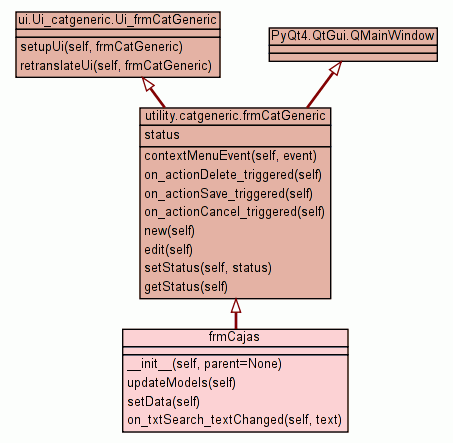 ui.Ui_catgeneric.Ui_frmCatGeneric
setupUi(self, frmCatGeneric)
retranslateUi(self, frmCatGeneric)
PyQt4.QtGui.QMainWindow
utility.catgeneric.frmCatGeneric
status
contextMenuEvent(self, event)
on_actionDelete_triggered(self)
on_actionSave_triggered(self)
on_actionCancel_triggered(self)
new(self)
edit(self)
setStatus(self, status)
getStatus(self)
frmCajas
__init__(self, parent=None)
updateModels(self)
setData(self)
on_txtSearch_textChanged(self, text)